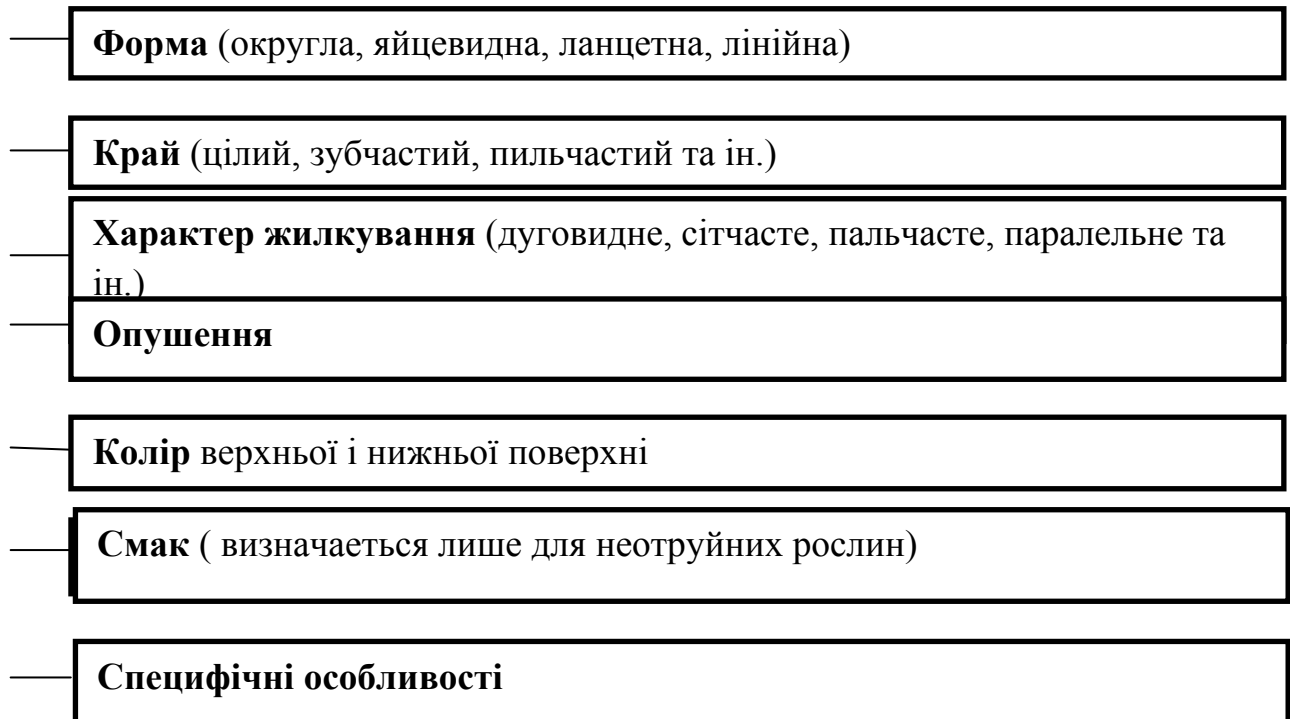 Форма (округла, яйцевидна, ланцетна, лінійна)
Край (цілий, зубчастий, пильчастий та ін.)
Характер жилкування (дуговидне, сітчасте, пальчасте, паралельне та
ін.)
Опушення
Колір верхньої і нижньої поверхні
Смак ( визначаеться лише для неотруйних рослин)
Специфічні особливості